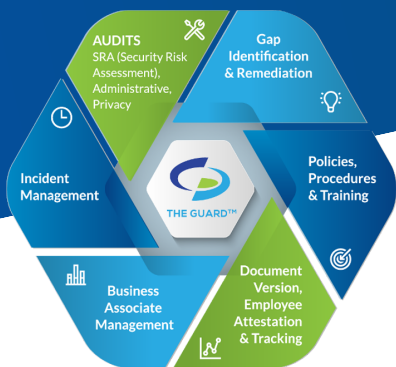 AUDITS
SRA (Security Risk
Assessment),
Administrative,
Privacy
Gap
Identification
& Remediation
Policies,
Procedures
& Training
Document
Version,
Employee
Attestation
& Tracking
Business
Associate
Management
Incident
Management
THE GUARD™